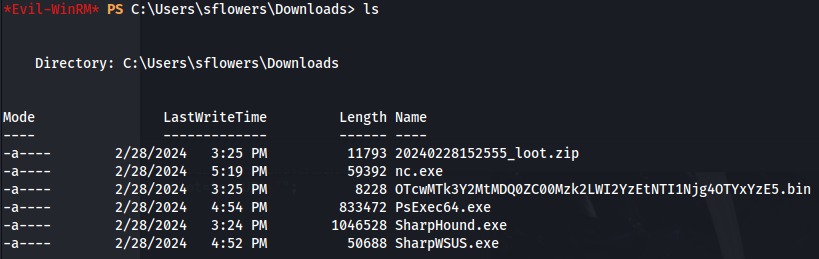 *Evil-WinRM* PS C:\Users\sflowers\Downloads> ls
Directory: C:\Users\sflowers\Downloads
Mode LastWriteTime Length Name
---- ------------- ------ ----
-a---- 2/28/2024 3:25 PM 11793 20240228152555_loot.zip
-a---- 2/28/2024 5:19 PM 59392 nc.exe
-a---- 2/28/2024 3:25 PM 8228 OTcwMTk3Y2MtMDQ0ZC00Mzk2LWI2YzEtNTI1Njg4OTYxYzE5.bin
-a---- 2/28/2024 4:54 PM 833472 PsExec64.exe
-a---- 2/28/2024 3:24 PM 1046528 SharpHound.exe
-a---- 2/28/2024 4:52 PM 50688 SharpWSUS.exe